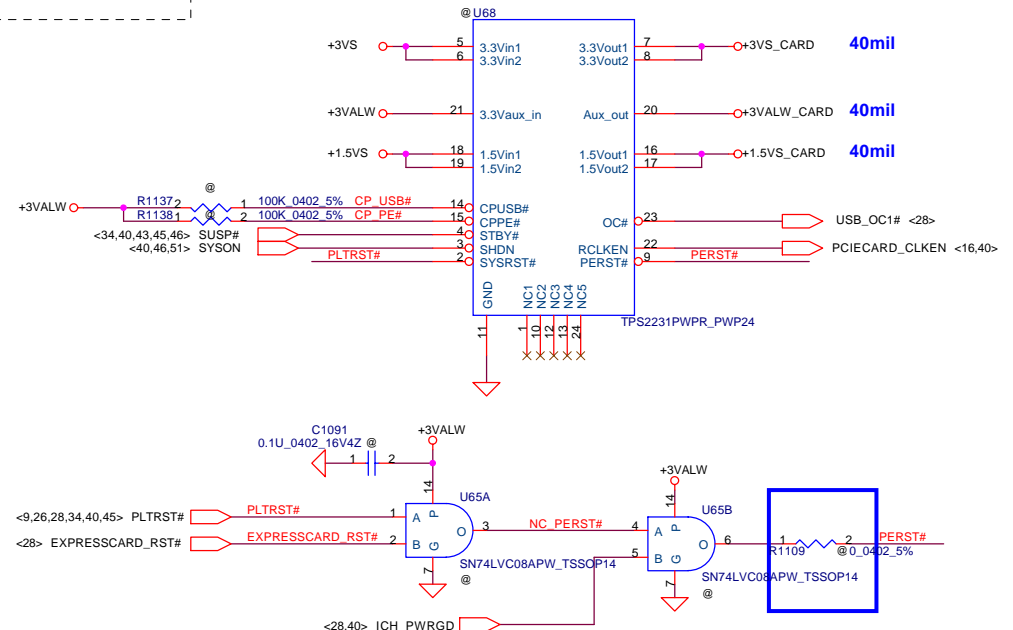 @ U68
+3VS 5 3.3Vin1 3.3Vout1 7 +3VS_CARD 40mil
6 3.3Vin2 3.3Vout2 8
+3VALW 21 3.3Vaux_in Aux_out 20 +3VALW_CARD 40mil
+1.5VS 18 1.5Vin1 1.5Vout1 16 +1.5VS_CARD 40mil
19 1.5Vin2 1.5Vout2 17
@
+3VALW R1137 2 1 100K_0402_5% CP_USB# 14 CPUSB#
R1138 1 @ 2 100K_0402_5% CP_PE# 15 CPPE# OC# 23 USB_OC1# <28>
<34,40,43,45,46> SUSP# 4 STBY#
<40,46,51> SYSON 3 SHDN RCLKEN 22 PCIECARD_CLKEN <16,40>
PLTRST# 2 SYSRST# PERST# 9 PERST#
GND NC1 NC2 NC3 NC4 NC5
11 1 10 12 13 24
TPS2231PWPR_PWP24
C1091 +3VALW
0.1U_0402_16V4Z @
1 2
+3VALW
14 U65A 14 U65B
<9,26,28,34,40,45> PLTRST# PLTRST# 1 A P O 3 NC_PERST# 4 A P O 6 1 R1109 2 PERST#
<28> EXPRESSCARD_RST# EXPRESSCARD_RST# 2 B G 5 B G @ 0_0402_5%
7 SN74LVC08APW_TSSOP14 7 SN74LVC08APW_TSSOP14
@ @
<28,40> ICH_PWRGD